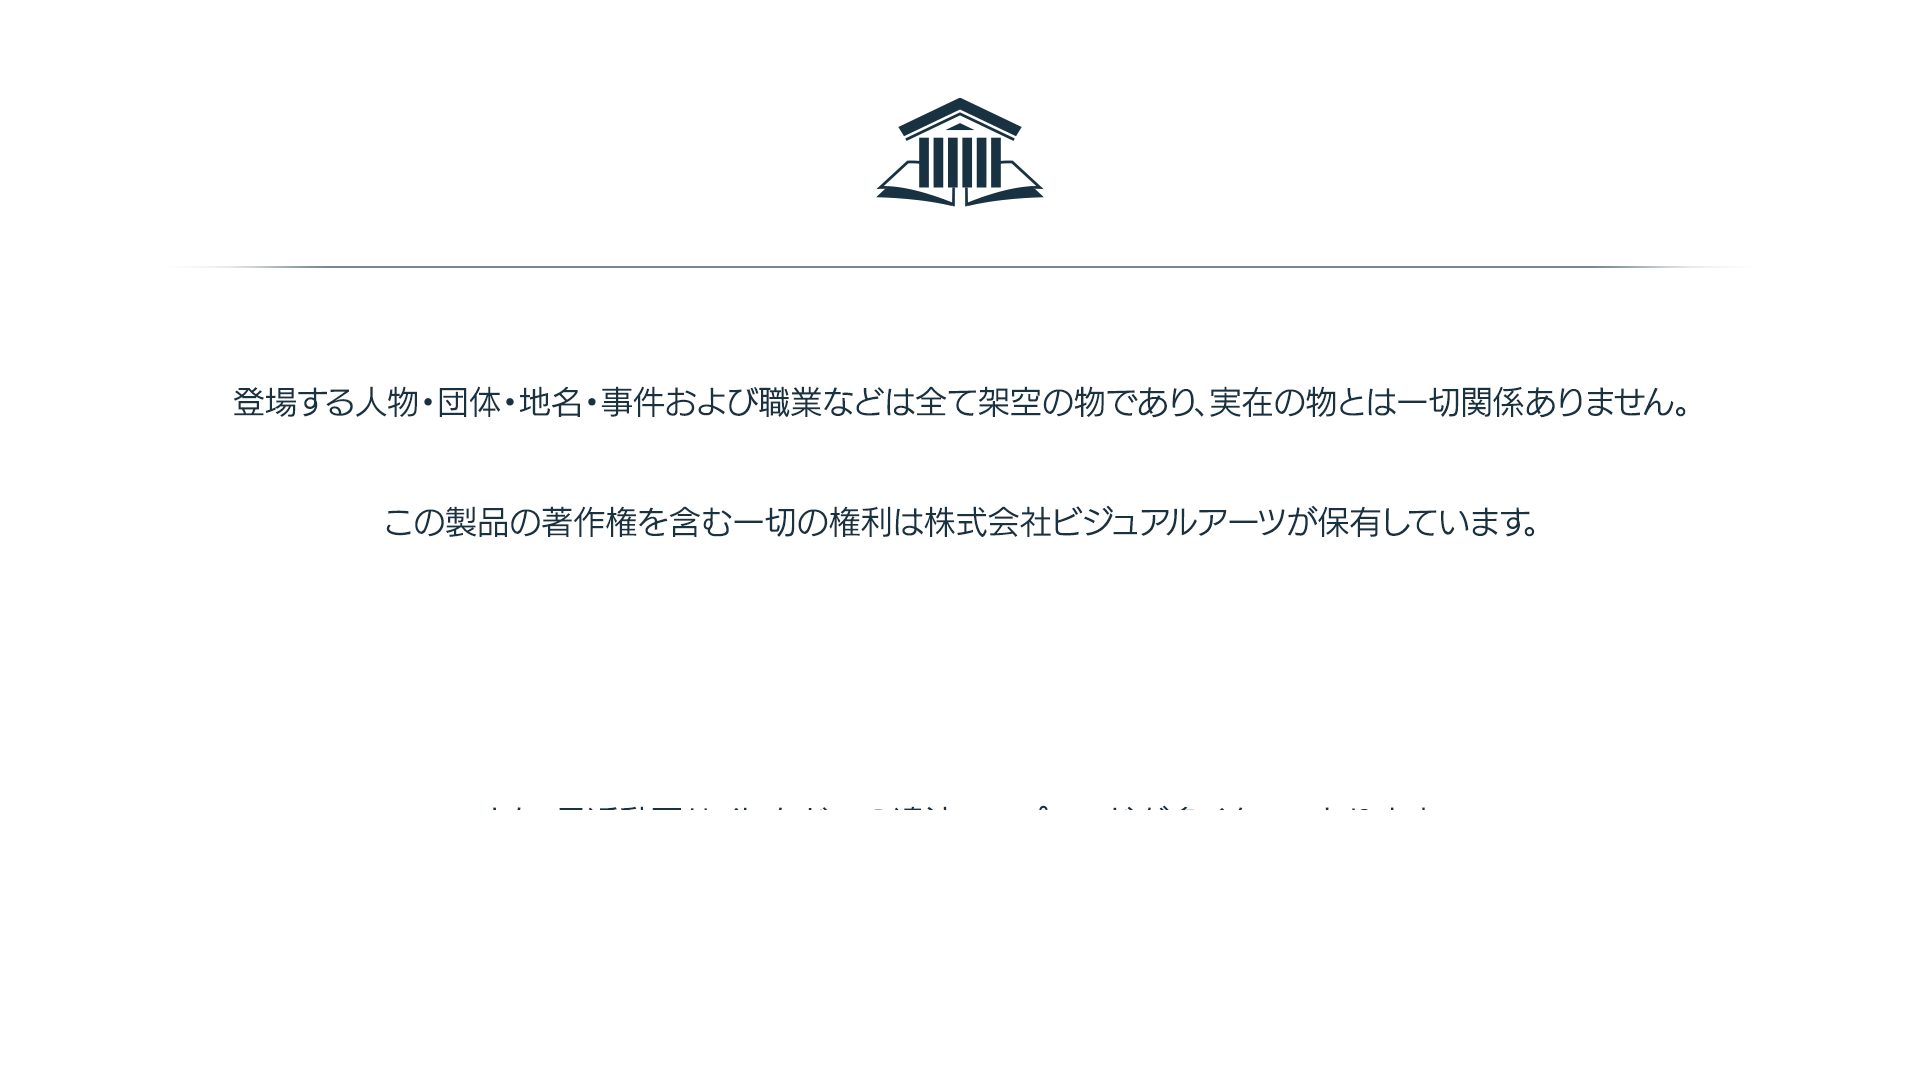 登場する人物・団体・地名・事件および職業などは全て架空の物であり、実在の物とは一切関係ありません。
この製品の著作権を含む一切の権利は株式会社ビジュアルアーツが保有しています。